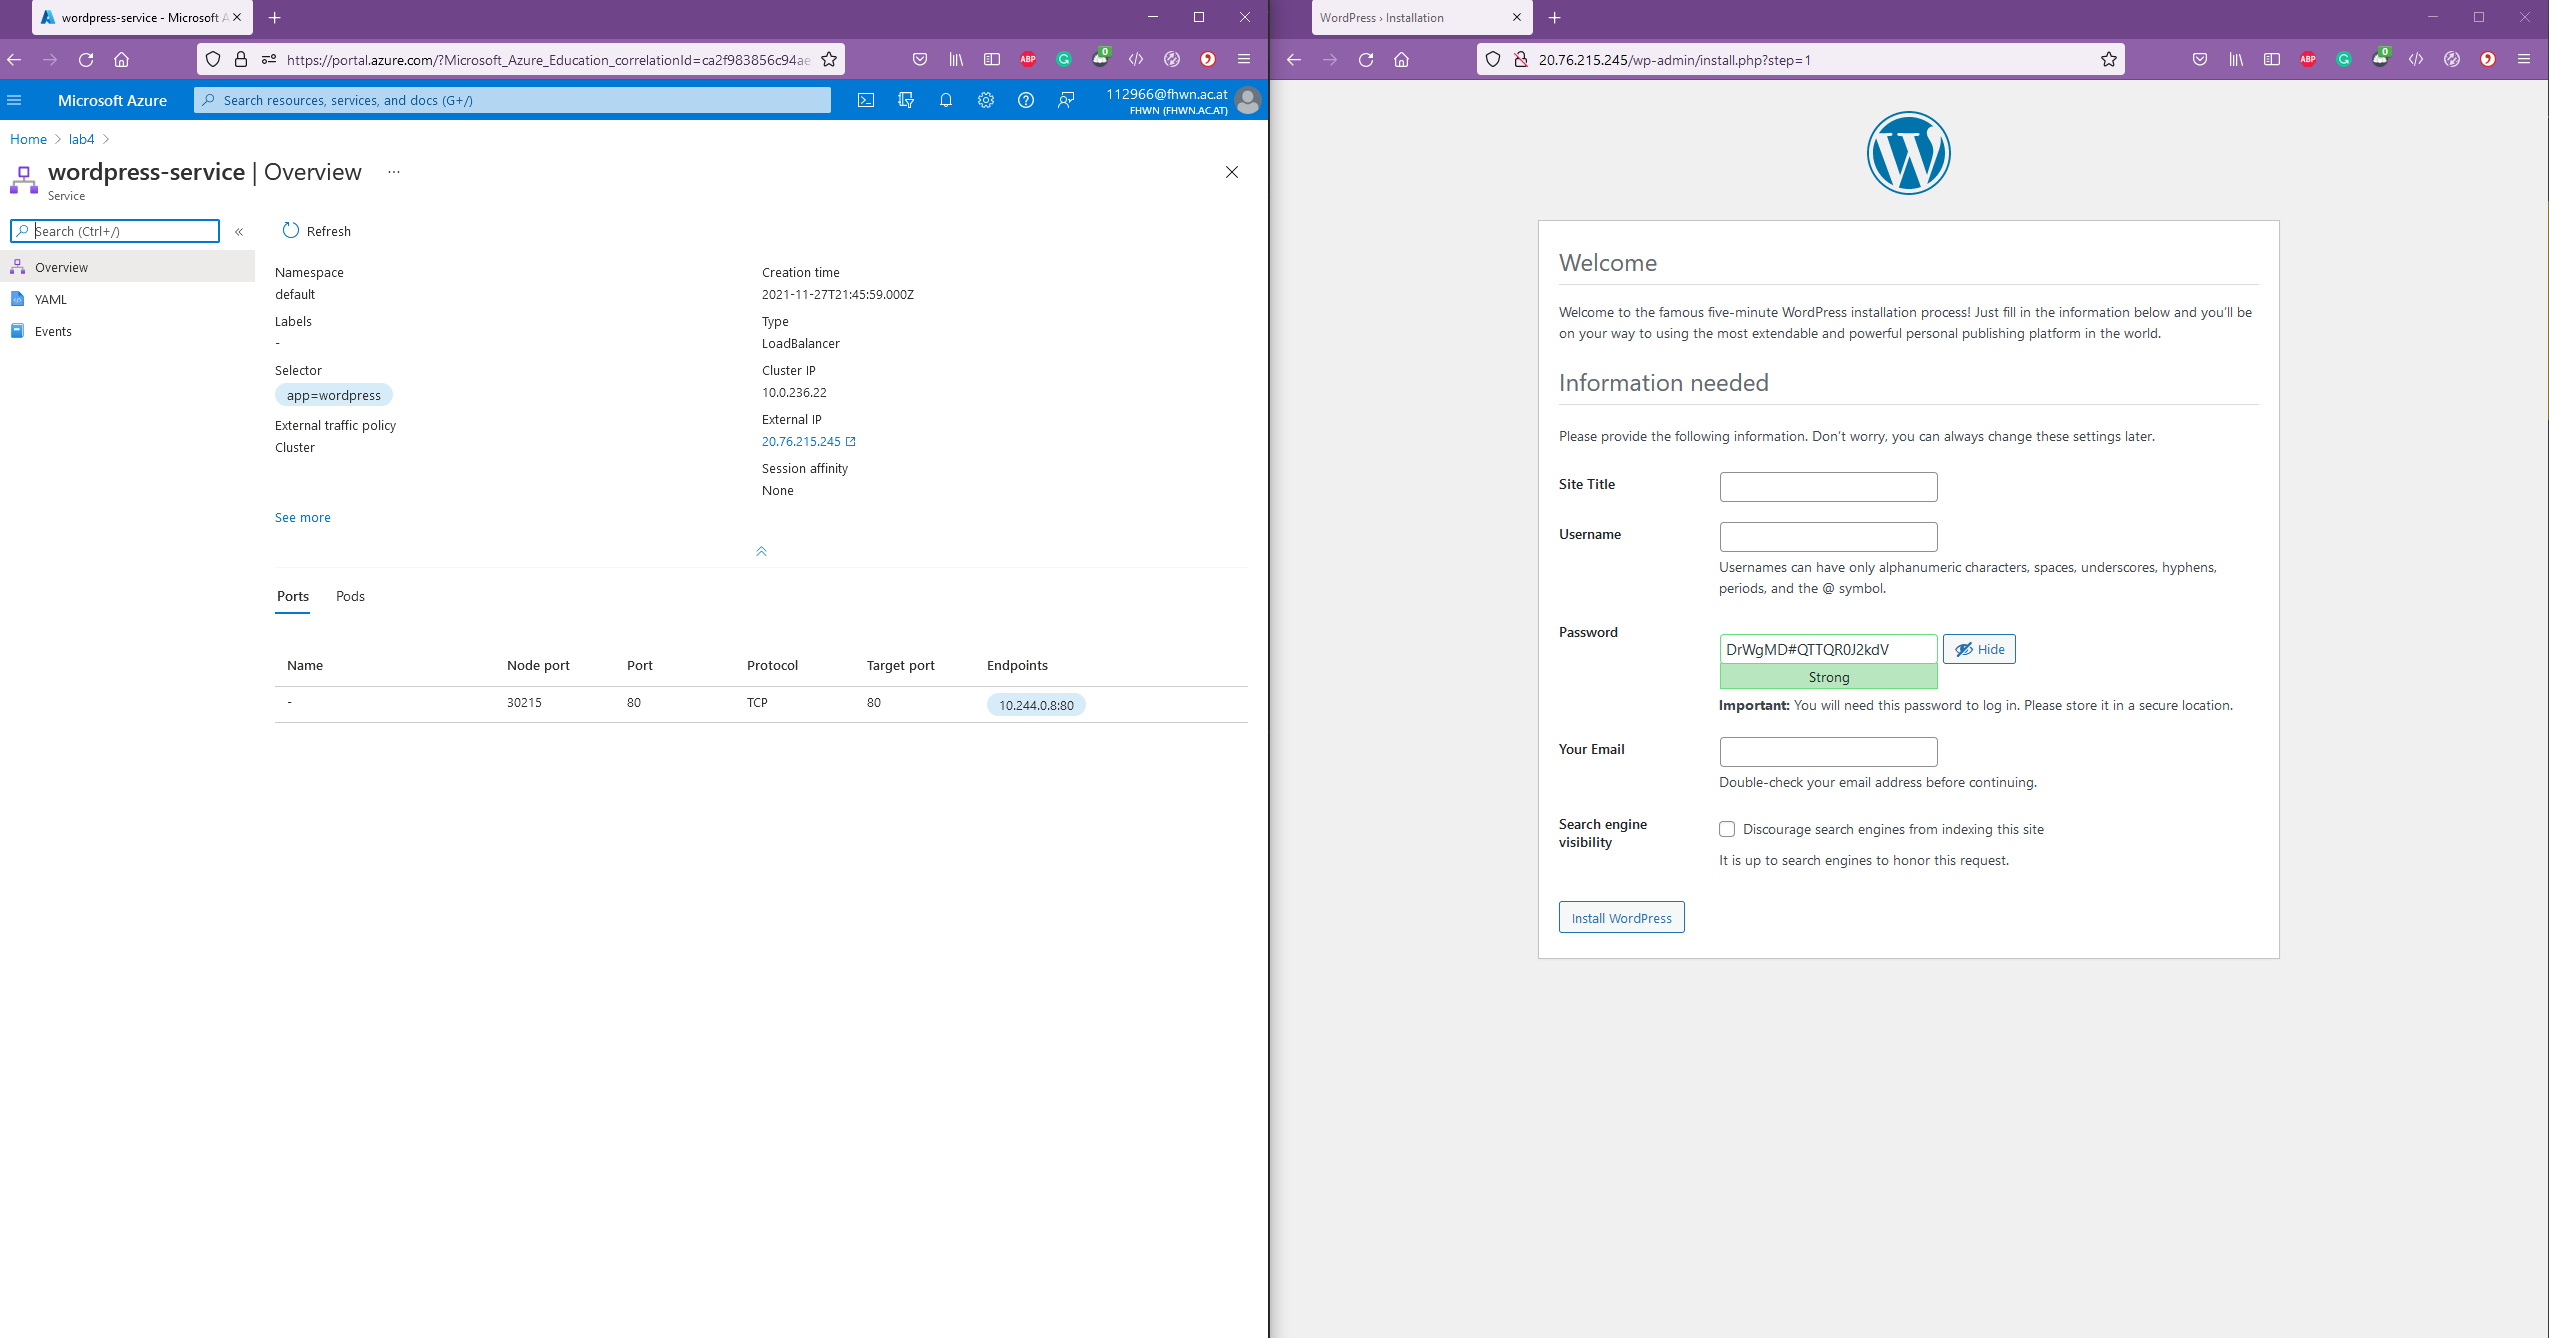 wordpress-service - Microsoft A
https://portal.azure.com/?Microsoft_Azure_Education_correlationId=ca2f983856c94ae
ABP
0
Microsoft Azure
Search resources, services, and docs (G+/)
112966@fhwn.ac.at
FHWN (FHWN.AC.AT)
Home
lab4
wordpress-service | Overview
...
Service
Search (Ctrl+/)
«
Refresh
Overview
YAML
Events
Namespace
default
Labels
-
Selector
app=wordpress
External traffic policy
Cluster
Creation time
2021-11-27T21:45:59.000Z
Type
LoadBalancer
Cluster IP
10.0.236.22
External IP
20.76.215.245
Session affinity
None
See more
Ports Pods
Name Node port Port Protocol Target port Endpoints
- 30215 80 TCP 80 10.244.0.8:80
WordPress › Installation
20.76.215.245/wp-admin/install.php?step=1
ABP
0
W
Welcome
Welcome to the famous five-minute WordPress installation process! Just fill in the information below and you'll be
on your way to using the most extendable and powerful personal publishing platform in the world.
Information needed
Please provide the following information. Don't worry, you can always change these settings later.
Site Title
Username
Usernames can have only alphanumeric characters, spaces, underscores, hyphens,
periods, and the @ symbol.
Password
DrWgMD#QTTQR0J2kdV
Hide
Strong
Important: You will need this password to log in. Please store it in a secure location.
Your Email
Double-check your email address before continuing.
Search engine
visibility
Discourage search engines from indexing this site
It is up to search engines to honor this request.
Install WordPress